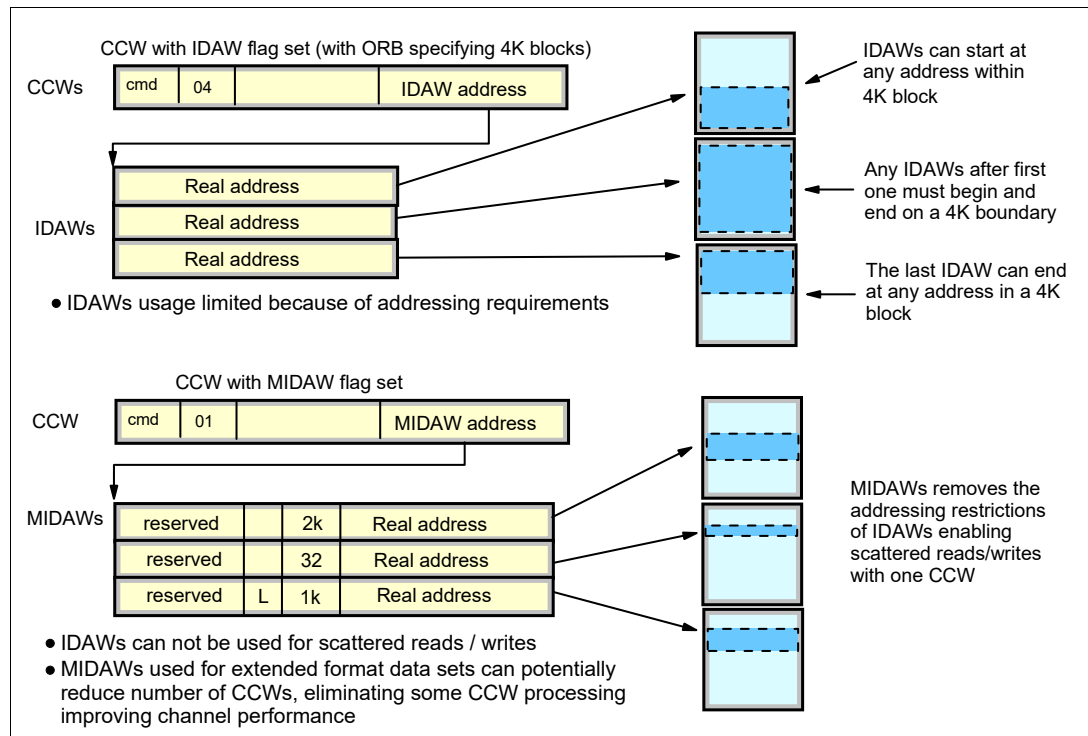 CCW with IDAW flag set (with ORB specifying 4K blocks)
CCWs
cmd 04 IDAW address
IDAWs can start at
any address within
4K block
IDAWs
Real address
Real address
Real address
Any IDAWs after first
one must begin and
end on a 4K boundary
The last IDAW can end
at any address in a 4K
block
● IDAWs usage limited because of addressing requirements
CCW with MIDAW flag set
CCW
cmd 01 MIDAW address
MIDAWs
reserved 2k Real address
reserved 32 Real address
reserved L 1k Real address
MIDAWs removes the
addressing restrictions
of IDAWs enabling
scattered reads/writes
with one CCW
● IDAWs can not be used for scattered reads / writes
● MIDAWs used for extended format data sets can potentially
reduce number of CCWs, eliminating some CCW processing
improving channel performance